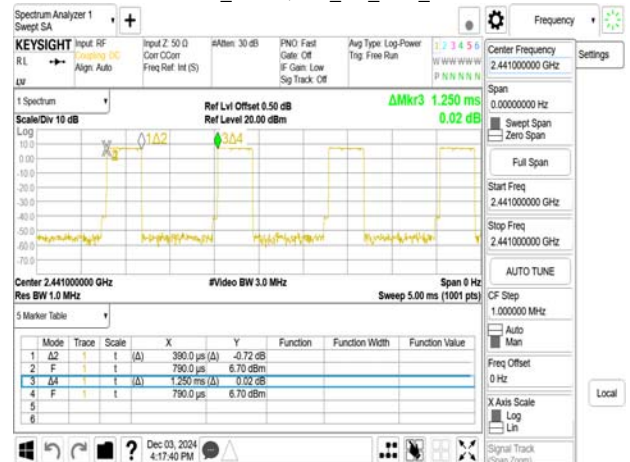 Spectrum Analyzer 1
Swept SA
+
Frequency
KEYSIGHT
Input: RF
Coupling: DC
Align: Auto
Input Z: 50 Ω
Corr CCorr
Freq Ref: Int (S)
#Atten: 30 dB
PNO: Fast
Gate: Off
IF Gain: Low
Sig Track: Off
Avg Type: Log-Power
Trig: Free Run
1 2 3 4 5 6
W W W W W W
P N N N N N
RL
LV
1 Spectrum
Scale/Div 10 dB
Ref Lvl Offset 0.50 dB
Ref Level 20.00 dBm
ΔMkr3 1.250 ms
0.02 dB
Log
10.0
0.00
-10.0
-20.0
-30.0
-40.0
-50.0
-60.0
-70.0
1Δ2
3Δ4
Center 2.441000000 GHz
Res BW 1.0 MHz
#Video BW 3.0 MHz
Span 0 Hz
Sweep 5.00 ms (1001 pts)
5 Marker Table
Mode Trace Scale X Y Function Function Width Function Value
1 Δ2 1 t (Δ) 390.0 µs (Δ) -0.72 dB
2 F 1 t 790.0 µs 6.70 dBm
3 Δ4 1 t (Δ) 1.250 ms (Δ) 0.02 dB
4 F 1 t 790.0 µs 6.70 dBm
5
6
?
Dec 03, 2024
4:17:40 PM
Center Frequency
2.441000000 GHz
Settings
Span
0.00000000 Hz
Swept Span
Zero Span
Full Span
Start Freq
2.441000000 GHz
Stop Freq
2.441000000 GHz
AUTO TUNE
CF Step
1.000000 MHz
Auto
Man
Freq Offset
0 Hz
X Axis Scale
Log
Lin
Local
Signal Track
(Span Zoom)